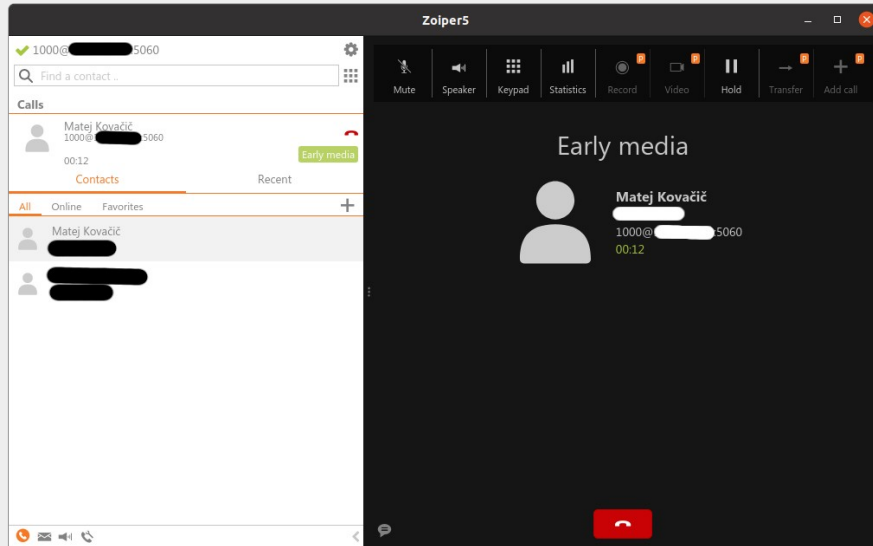 Zoiper5
1000@ 5060
Find a contact ..
Calls
Matej Kovačič
1000@ 5060
00:12
Early media
Contacts
Recent
All
Online
Favorites
Matej Kovačič
Mute
Speaker
Keypad
Statistics
Record
P
Video
P
Hold
Transfer
P
Add call
P
Early media
Matej Kovačič
1000@ :5060
00:12